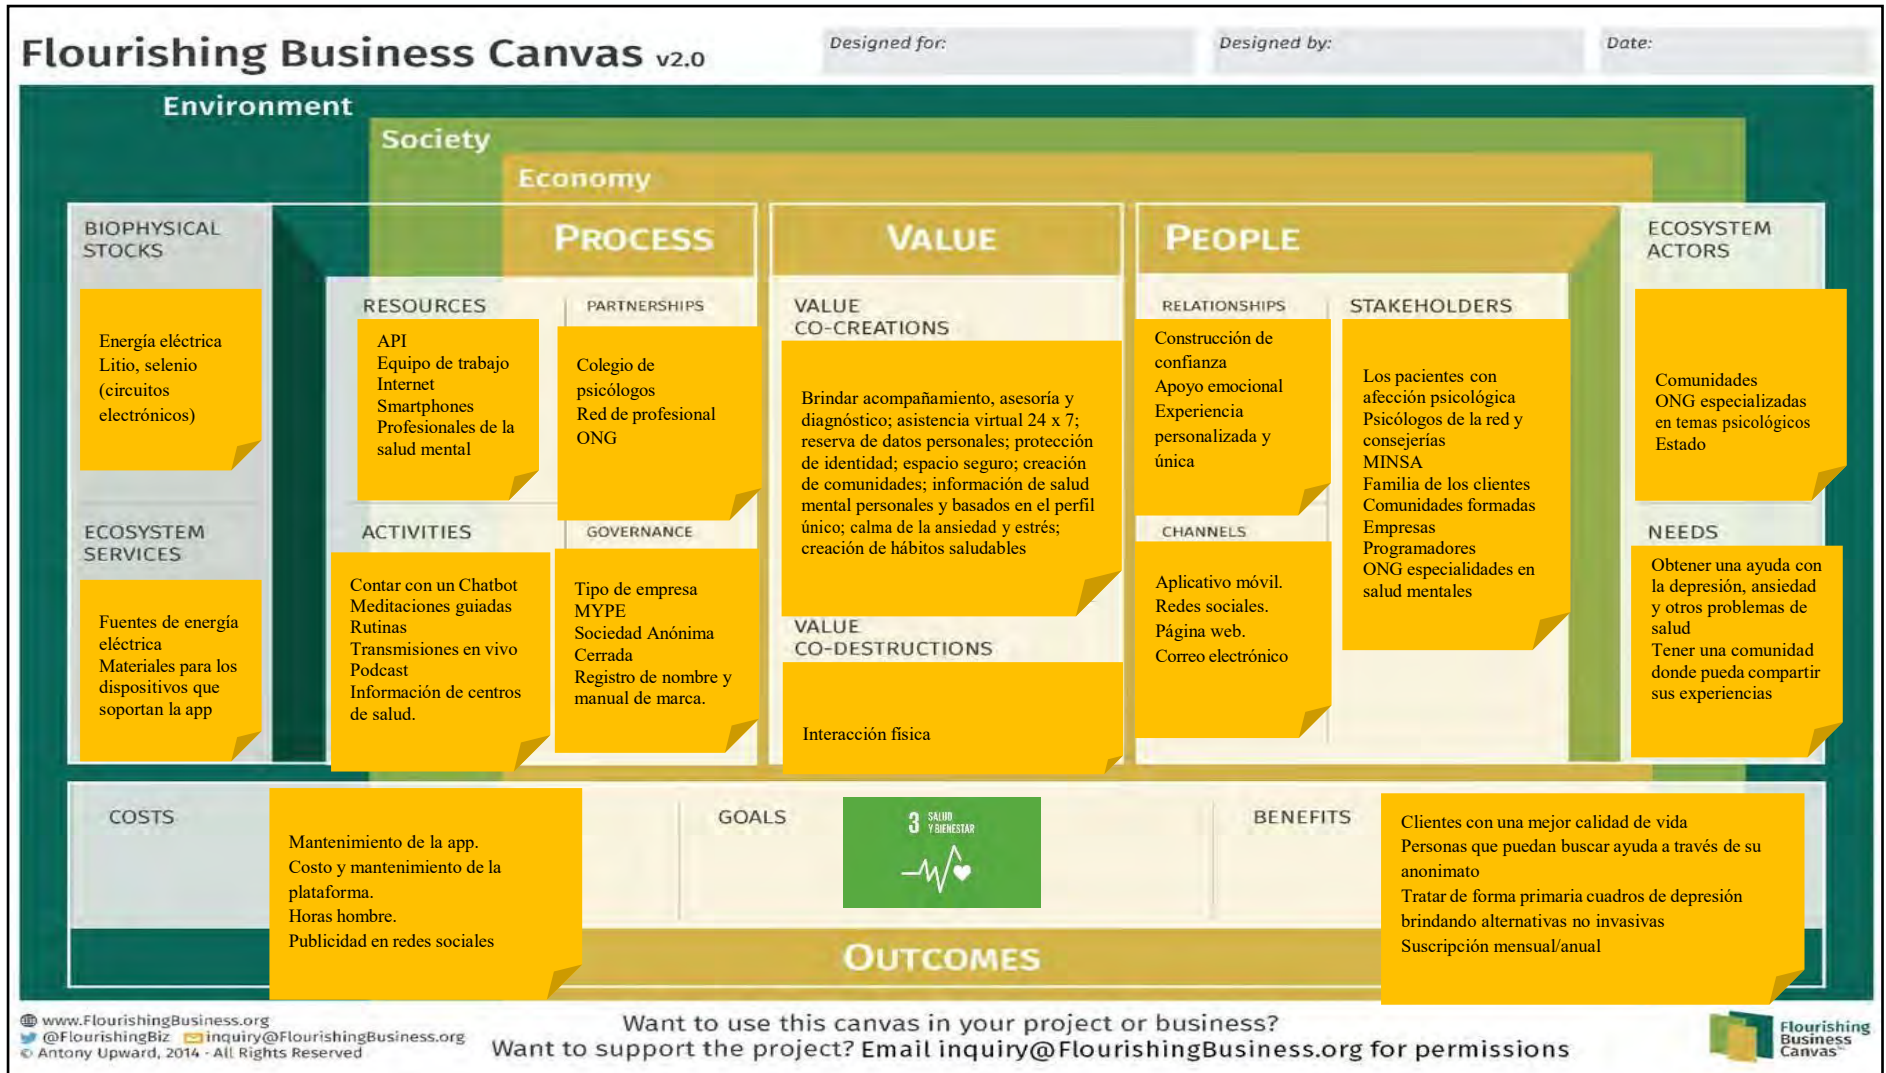 Flourishing Business Canvas v2.0
Designed for:
Designed by:
Date:
Environment
Society
Economy
PROCESS
VALUE
PEOPLE
BIOPHYSICAL
STOCKS
Energía eléctrica
Litio, selenio
(circuitos
electrónicos)
ECOSYSTEM
SERVICES
Fuentes de energía
eléctrica
Materiales para los
dispositivos que
soportan la app
RESOURCES
API
Equipo de trabajo
Internet
Smartphones
Profesionales de la
salud mental
PARTNERSHIPS
Colegio de
psicólogos
Red de profesional
ONG
ACTIVITIES
Contar con un Chatbot
Meditaciones guiadas
Rutinas
Transmisiones en vivo
Podcast
Información de centros
de salud.
GOVERNANCE
Tipo de empresa
MYPE
Sociedad Anónima
Cerrada
Registro de nombre y
manual de marca.
VALUE
CO-CREATIONS
Brindar acompañamiento, asesoría y
diagnóstico; asistencia virtual 24 x 7;
reserva de datos personales; protección
de identidad; espacio seguro; creación
de comunidades; información de salud
mental personales y basados en el perfil
único; calma de la ansiedad y estrés;
creación de hábitos saludables
VALUE
CO-DESTRUCTIONS
Interacción física
RELATIONSHIPS
Construcción de
confianza
Apoyo emocional
Experiencia
personalizada y
única
CHANNELS
Aplicativo móvil.
Redes sociales.
Página web.
Correo electrónico
STAKEHOLDERS
Los pacientes con
afección psicológica
Psicólogos de la red y
consejerías
MINSA
Familia de los clientes
Comunidades formadas
Empresas
Programadores
ONG especialidades en
salud mentales
ECOSYSTEM
ACTORS
Comunidades
ONG especializadas
en temas psicológicos
Estado
NEEDS
Obtener una ayuda con
la depresión, ansiedad
y otros problemas de
salud
Tener una comunidad
donde pueda compartir
sus experiencias
COSTS
Mantenimiento de la app.
Costo y mantenimiento de la
plataforma.
Horas hombre.
Publicidad en redes sociales
GOALS
3 SALUD
Y BIENESTAR
BENEFITS
Clientes con una mejor calidad de vida
Personas que puedan buscar ayuda a través de su
anonimato
Tratar de forma primaria cuadros de depresión
brindando alternativas no invasivas
Suscripción mensual/anual
OUTCOMES
www.FlourishingBusiness.org
@FlourishingBiz inquiry@FlourishingBusiness.org
© Antony Upward, 2014 - All Rights Reserved
Want to use this canvas in your project or business?
Want to support the project? Email inquiry@FlourishingBusiness.org for permissions
Flourishing
Business
Canvas™